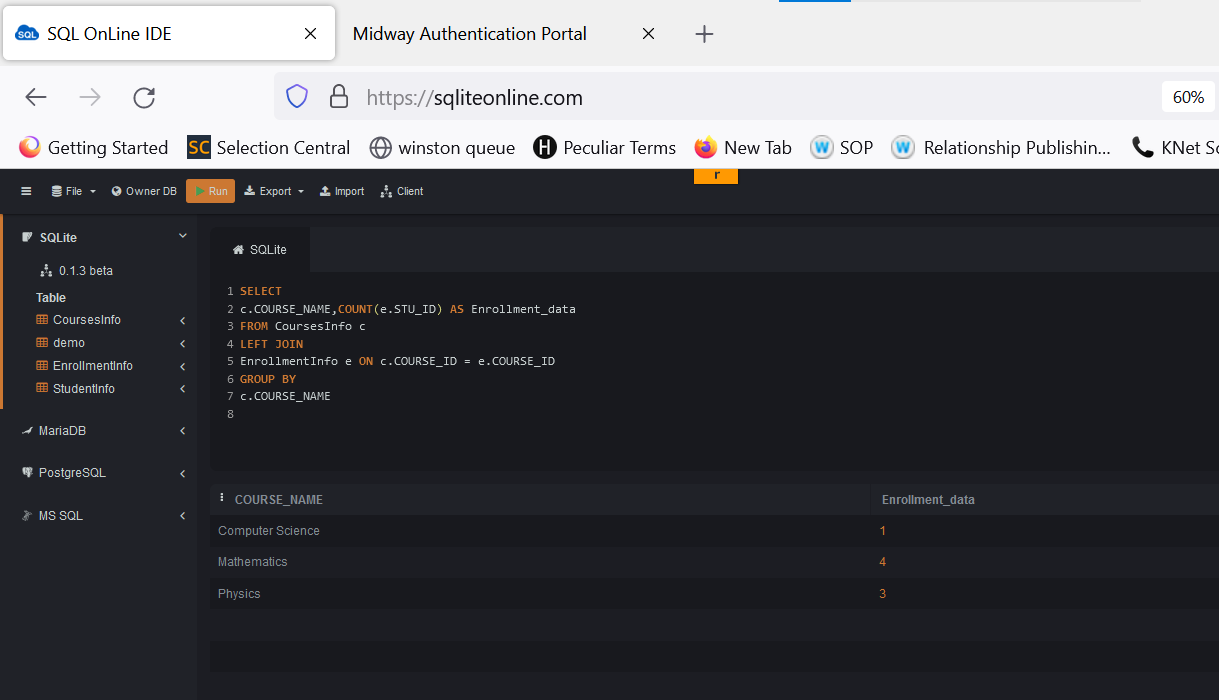 SQL OnLine IDE Midway Authentication Portal
https://sqliteonline.com 60%
Getting Started SC Selection Central winston queue H Peculiar Terms New Tab W SOP W Relationship Publishin... KNet
File Owner DB Run Export Import Client r
SQLite
0.1.3 beta
Table
CoursesInfo
demo
EnrollmentInfo
StudentInfo
MariaDB
PostgreSQL
MS SQL
SQLite
1 SELECT
2 c.COURSE_NAME,COUNT(e.STU_ID) AS Enrollment_data
3 FROM CoursesInfo c
4 LEFT JOIN
5 EnrollmentInfo e ON c.COURSE_ID = e.COURSE_ID
6 GROUP BY
7 c.COURSE_NAME
8
COURSE_NAME Enrollment_data
Computer Science 1
Mathematics 4
Physics 3